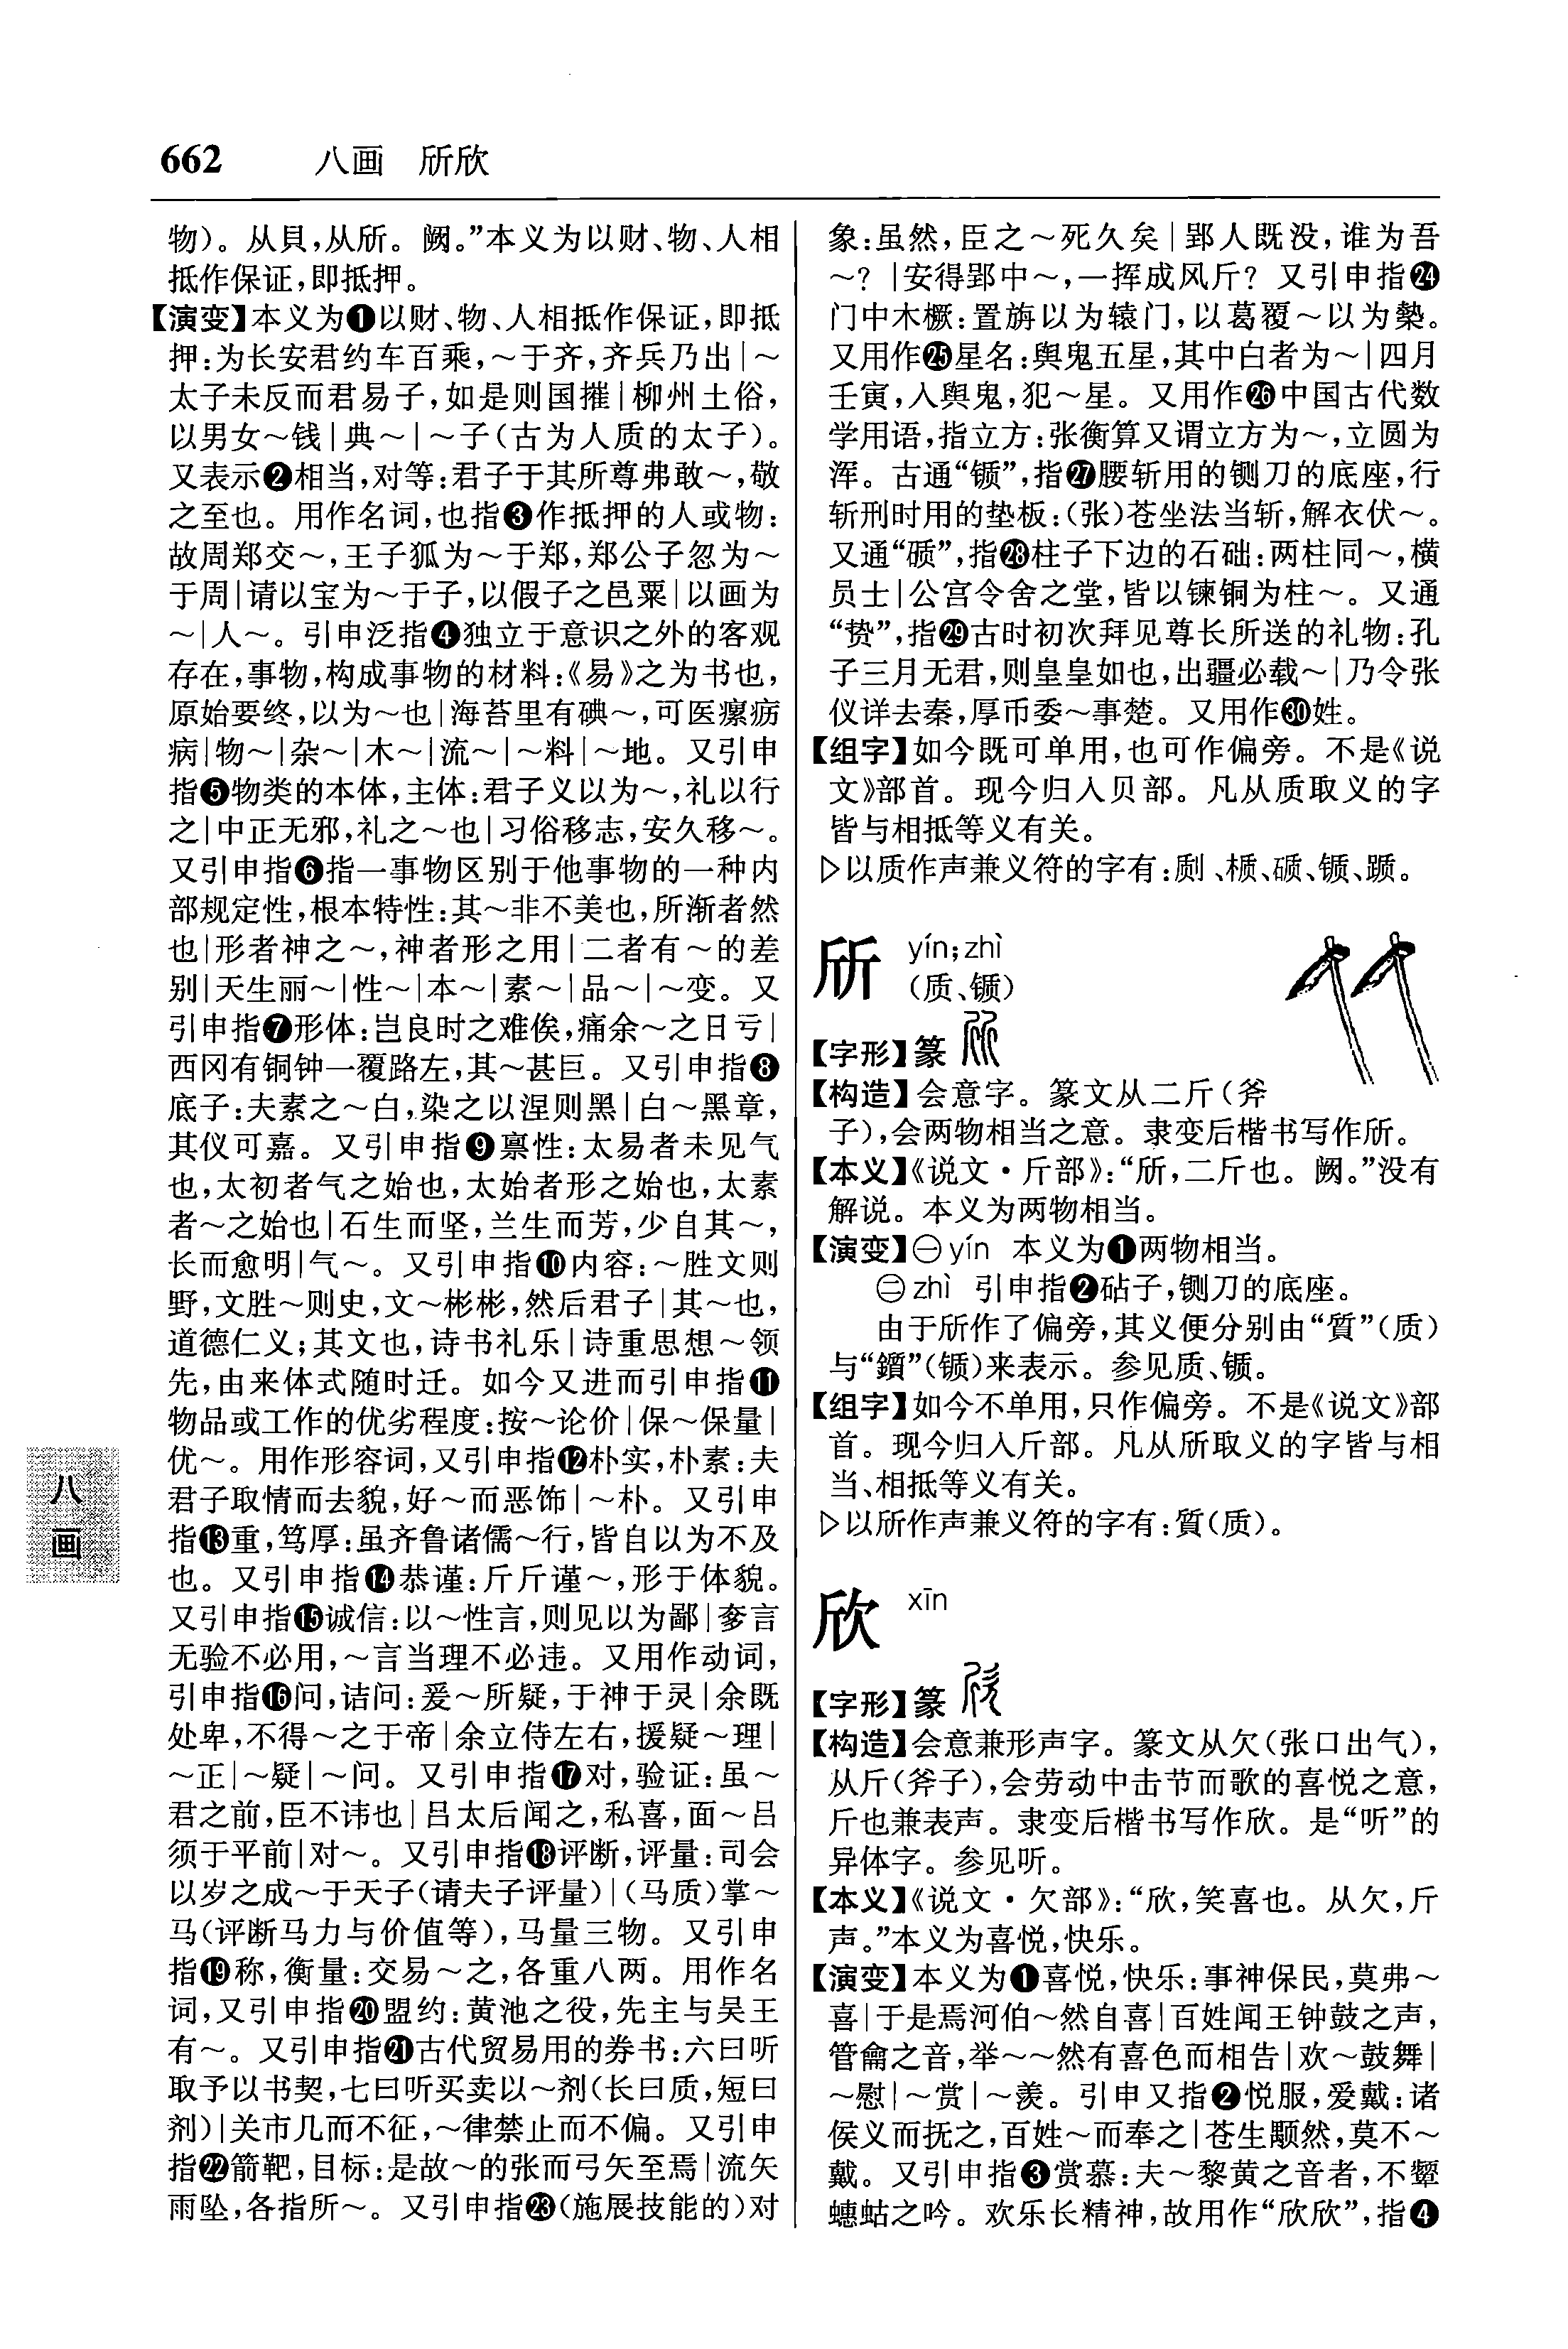 662 八画 斦欣
物)。从貝,从斦。阙。”本义为以财、物、人相
抵作保证,即抵押。
【演变】本义为❶以财、物、人相抵作保证,即抵
押:为长安君约车百乘,～于齐,齐兵乃出|～
太子未反而君易子,如是则国摧|柳州土俗,
以男女～钱|典～|～子(古为人质的太子)。
又表示❷相当,对等:君子于其所尊弗敢～,敬
之至也。用作名词,也指❸作抵押的人或物:
故周郑交～,王子狐为～于郑,郑公子忽为～
于周|请以宝为～于子,以假子之邑粟|以画为
～|人～。引申泛指❹独立于意识之外的客观
存在,事物,构成事物的材料:《易》之为书也,
原始要终,以为～也|海苔里有碘～,可医瘰疬
病|物～|杂～|木～|流～|～料|～地。又引申
指❺物类的本体,主体:君子义以为～,礼以行
之|中正无邪,礼之～也|习俗移志,安久移～。
又引申指❻指一事物区别于他事物的一种内
部规定性,根本特性:其～非不美也,所渐者然
也|形者神之～,神者形之用|二者有～的差
别|天生丽～|性～|本～|素～|品～|～变。又
引申指❼形体:岂良时之难俟,痛余～之日亏|
西冈有铜钟一覆路左,其～甚巨。又引申指❽
底子:夫素之～白,染之以涅则黑|白～黑章,
其仪可嘉。又引申指❾禀性:太易者未见气
也,太初者气之始也,太始者形之始也,太素
者～之始也|石生而坚,兰生而芳,少自其～,
长而愈明|气～。又引申指❿内容:～胜文则
野,文胜～则史,文～彬彬,然后君子|其～也,
道德仁义;其文也,诗书礼乐|诗重思想～领
先,由来体式随时迁。如今又进而引申指⓫
物品或工作的优劣程度:按～论价|保～保量|
优～。用作形容词,又引申指⓬朴实,朴素:夫
君子取情而去貌,好～而恶饰|～朴。又引申
指⓭重,笃厚:虽齐鲁诸儒～行,皆自以为不及
也。又引申指⓮恭谨:斤斤谨～,形于体貌。
又引申指⓯诚信:以～性言,则见以为鄙|奓言
无验不必用,～言当理不必违。又用作动词,
引申指⓰问,诘问:爰～所疑,于神于灵|余既
处卑,不得～之于帝|余立侍左右,援疑～理|
～正|～疑|～问。又引申指⓱对,验证:虽～
君之前,臣不讳也|吕太后闻之,私喜,面～吕
须于平前|对～。又引申指⓲评断,评量:司会
以岁之成～于天子(请夫子评量)|(马质)掌～
马(评断马力与价值等),马量三物。又引申
指⓳称,衡量:交易～之,各重八两。用作名
词,又引申指⓴盟约:黄池之役,先主与吴王
有～。又引申指㉑古代贸易用的券书:六曰听
取予以书契,七曰听买卖以～剂(长曰质,短曰
剂)|关市几而不征,～律禁止而不偏。又引申
指㉒箭靶,目标:是故～的张而弓矢至焉|流矢
雨坠,各指所～。又引申指㉓(施展技能的)对
象:虽然,臣之～死久矣|郢人既没,谁为吾
～?|安得郢中～,一挥成风斤?又引申指㉔
门中木橛:置旃以为辕门,以葛覆～以为槷。
又用作㉕星名:舆鬼五星,其中白者为～|四月
壬寅,入舆鬼,犯～星。又用作㉖中国古代数
学用语,指立方:张衡算又谓立方为～,立圆为
浑。古通“锧”,指㉗腰斩用的铡刀的底座,行
斩刑时用的垫板:(张)苍坐法当斩,解衣伏～。
又通“礩”,指㉘柱子下边的石础:两柱同～,横
员士|公宫令舍之堂,皆以锺铜为柱～。又通
“贽”,指㉙古时初次拜见尊长所送的礼物:孔
子三月无君,则皇皇如也,出疆必载～|乃令张
仪详去秦,厚币委～事楚。又用作㉚姓。
【组字】如今既可单用,也可作偏旁。不是《说
文》部首。现今归入贝部。凡从质取义的字
皆与相抵等义有关。
▷以质作声兼义符的字有:劕、櫍、礩、锧、踬。
斦 yín;zhì
(质、锧)
【字形】篆
【构造】会意字。篆文从二斤(斧
子),会两物相当之意。隶变后楷书写作斦。
【本义】《说文·斤部》:“斦,二斤也。阙。”没有
解说。本义为两物相当。
【演变】㊀yín 本义为❶两物相当。
㊁zhì 引申指❷砧子,铡刀的底座。
由于斦作了偏旁,其义便分别由“質”(质)
与“鑕”(锧)来表示。参见质、锧。
【组字】如今不单用,只作偏旁。不是《说文》部
首。现今归入斤部。凡从斦取义的字皆与相
当、相抵等义有关。
▷以斦作声兼义符的字有:質(质)。
欣 xīn
【字形】篆
【构造】会意兼形声字。篆文从欠(张口出气),
从斤(斧子),会劳动中击节而歌的喜悦之意,
斤也兼表声。隶变后楷书写作欣。是“听”的
异体字。参见听。
【本义】《说文·欠部》:“欣,笑喜也。从欠,斤
声。”本义为喜悦,快乐。
【演变】本义为❶喜悦,快乐:事神保民,莫弗～
喜|于是焉河伯～然自喜|百姓闻王钟鼓之声,
管龠之音,举～～然有喜色而相告|欢～鼓舞|
～慰|～赏|～羡。引申又指❷悦服,爱戴:诸
侯义而抚之,百姓～而奉之|苍生颙然,莫不～
戴。又引申指❸赏慕:夫～黎黄之音者,不颦
蟪蛄之吟。欢乐长精神,故用作“欣欣”,指❹
八
画